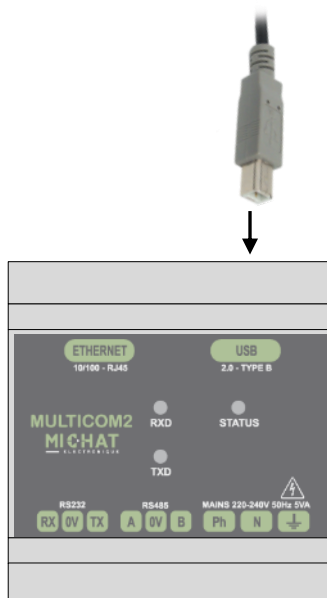 ETHERNET USB
10/100 - RJ45 2.0 - TYPE B
MULTICOM2 RXD STATUS
MICHAT
ELECTRONIQUE
TXD
RS232 RS485 MAINS 220-240V 50Hz 5VA
RX 0V TX A 0V B Ph N